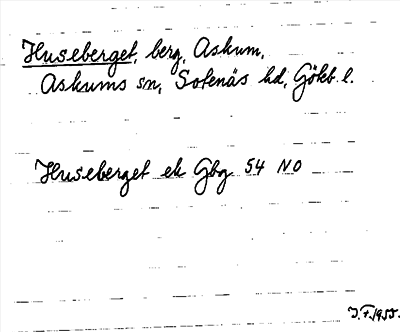 Huseberget, berg, Askum,
Askums sn, Sotenäs hd, Gökb. l.
Huseberget ek Gbg 54 NO
J.F. 1955.